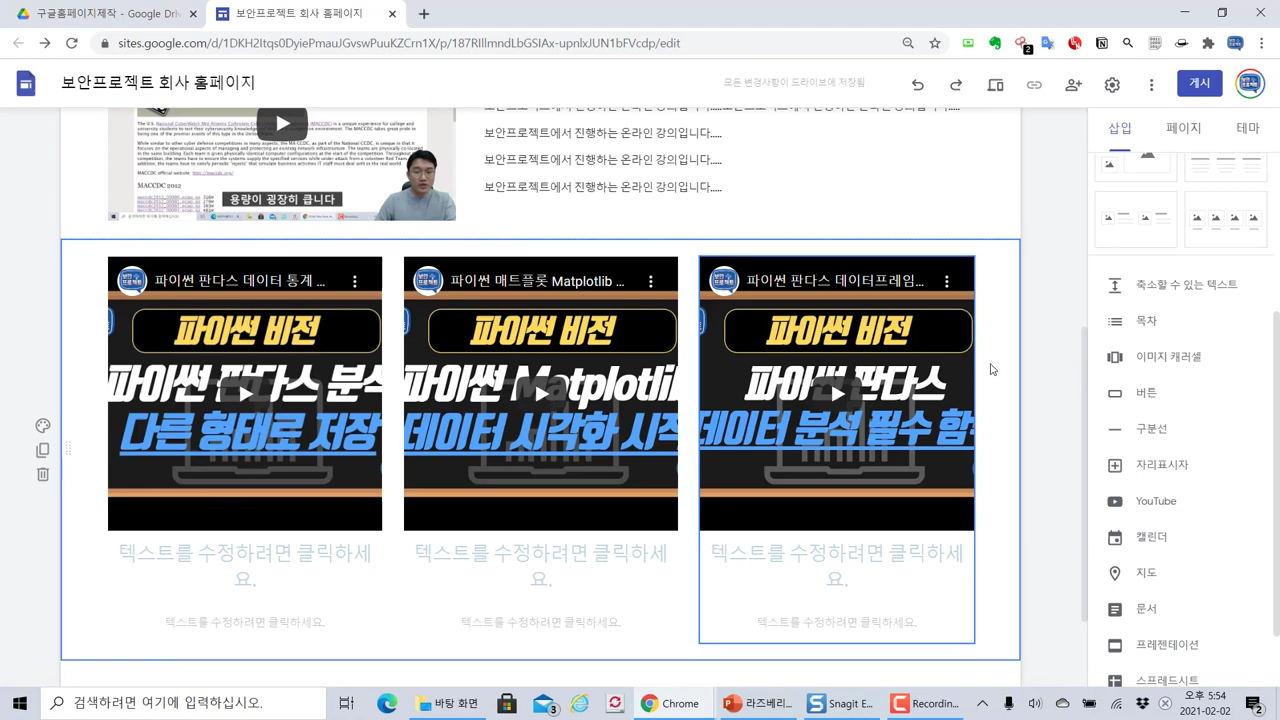 구글홈페이지제작 - Google Dri
보안프로젝트 회사 홈페이지
sites.google.com/d/1DKH2Itqs0DyiePmauJGvswPuuKZCrn1X/p/187RIllmndLbGSIAx-upnIxJUN1bFVcdp/edit
보안프로젝트 회사 홈페이지
모든 변경사항이 드라이브에 저장됨
게시
삽입
페이지
테마
MACCDC official website:
MACCDC 2012
용량이 굉장히 큽니다
보안프로젝트에서 진행하는 온라인 강의입니다.....
보안프로젝트에서 진행하는 온라인 강의입니다.....
보안프로젝트에서 진행하는 온라인 강의입니다.....
파이썬 판다스 데이터 통계 ...
파이썬 비전
파이썬 판다스 분석
다른 형태로 저장
텍스트를 수정하려면 클릭하세
요.
텍스트를 수정하려면 클릭하세요.
파이썬 매트플롯 Matplotlib ...
파이썬 비전
파이썬 Matplotli
데이터 시각화 시작
텍스트를 수정하려면 클릭하세
요.
텍스트를 수정하려면 클릭하세요.
파이썬 판다스 데이터프레임...
파이썬 비전
파이썬 판다스
데이터 분석 필수 함
텍스트를 수정하려면 클릭하세
요.
텍스트를 수정하려면 클릭하세요.
축소할 수 있는 텍스트
목차
이미지 캐러셀
버튼
구분선
자리표시자
YouTube
캘린더
지도
문서
프레젠테이션
스프레드시트
검색하려면 여기에 입력하십시오.
바탕 화면
3
Chrome
라즈베리...
Snagit E...
Recording...
오후 5:54
2021-02-02
2